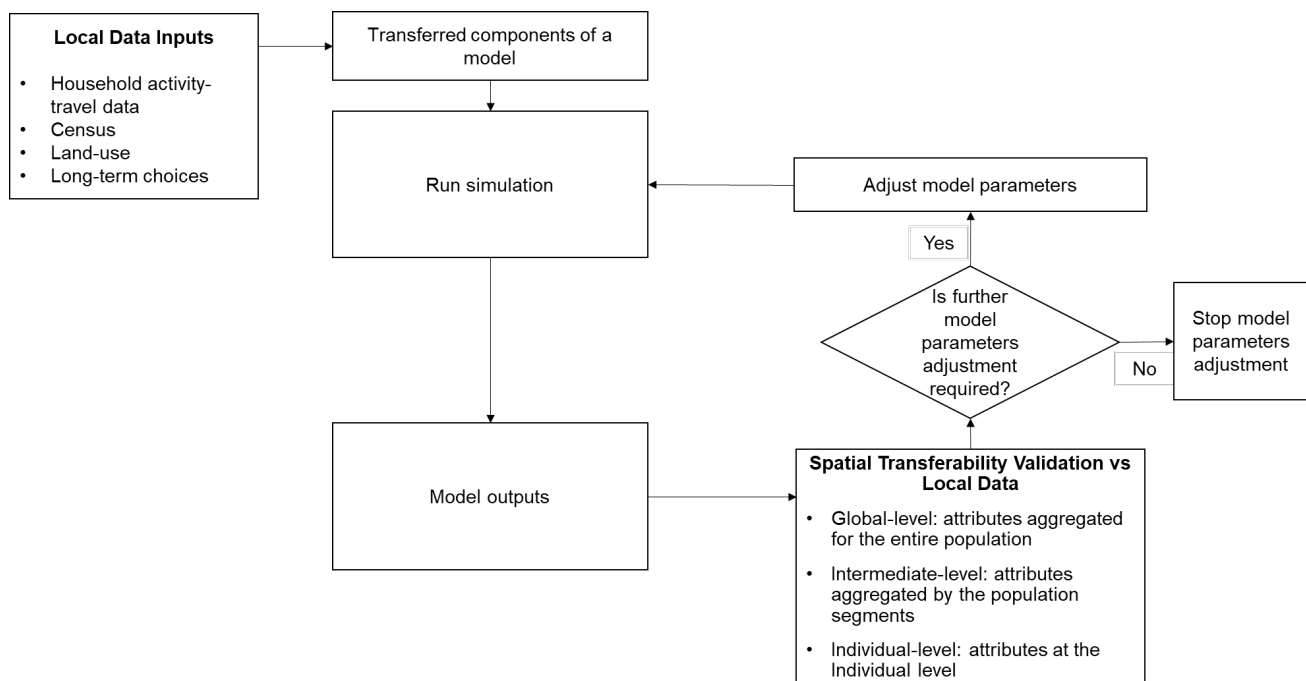 Local Data Inputs
• Household activity-
travel data
• Census
• Land-use
• Long-term choices
Transferred components of a
model
Run simulation
Adjust model parameters
Yes
Is further
model
parameters
adjustment
required?
No
Stop model
parameters
adjustment
Model outputs
Spatial Transferability Validation vs
Local Data
• Global-level: attributes aggregated
for the entire population
• Intermediate-level: attributes
aggregated by the population
segments
• Individual-level: attributes at the
Individual level